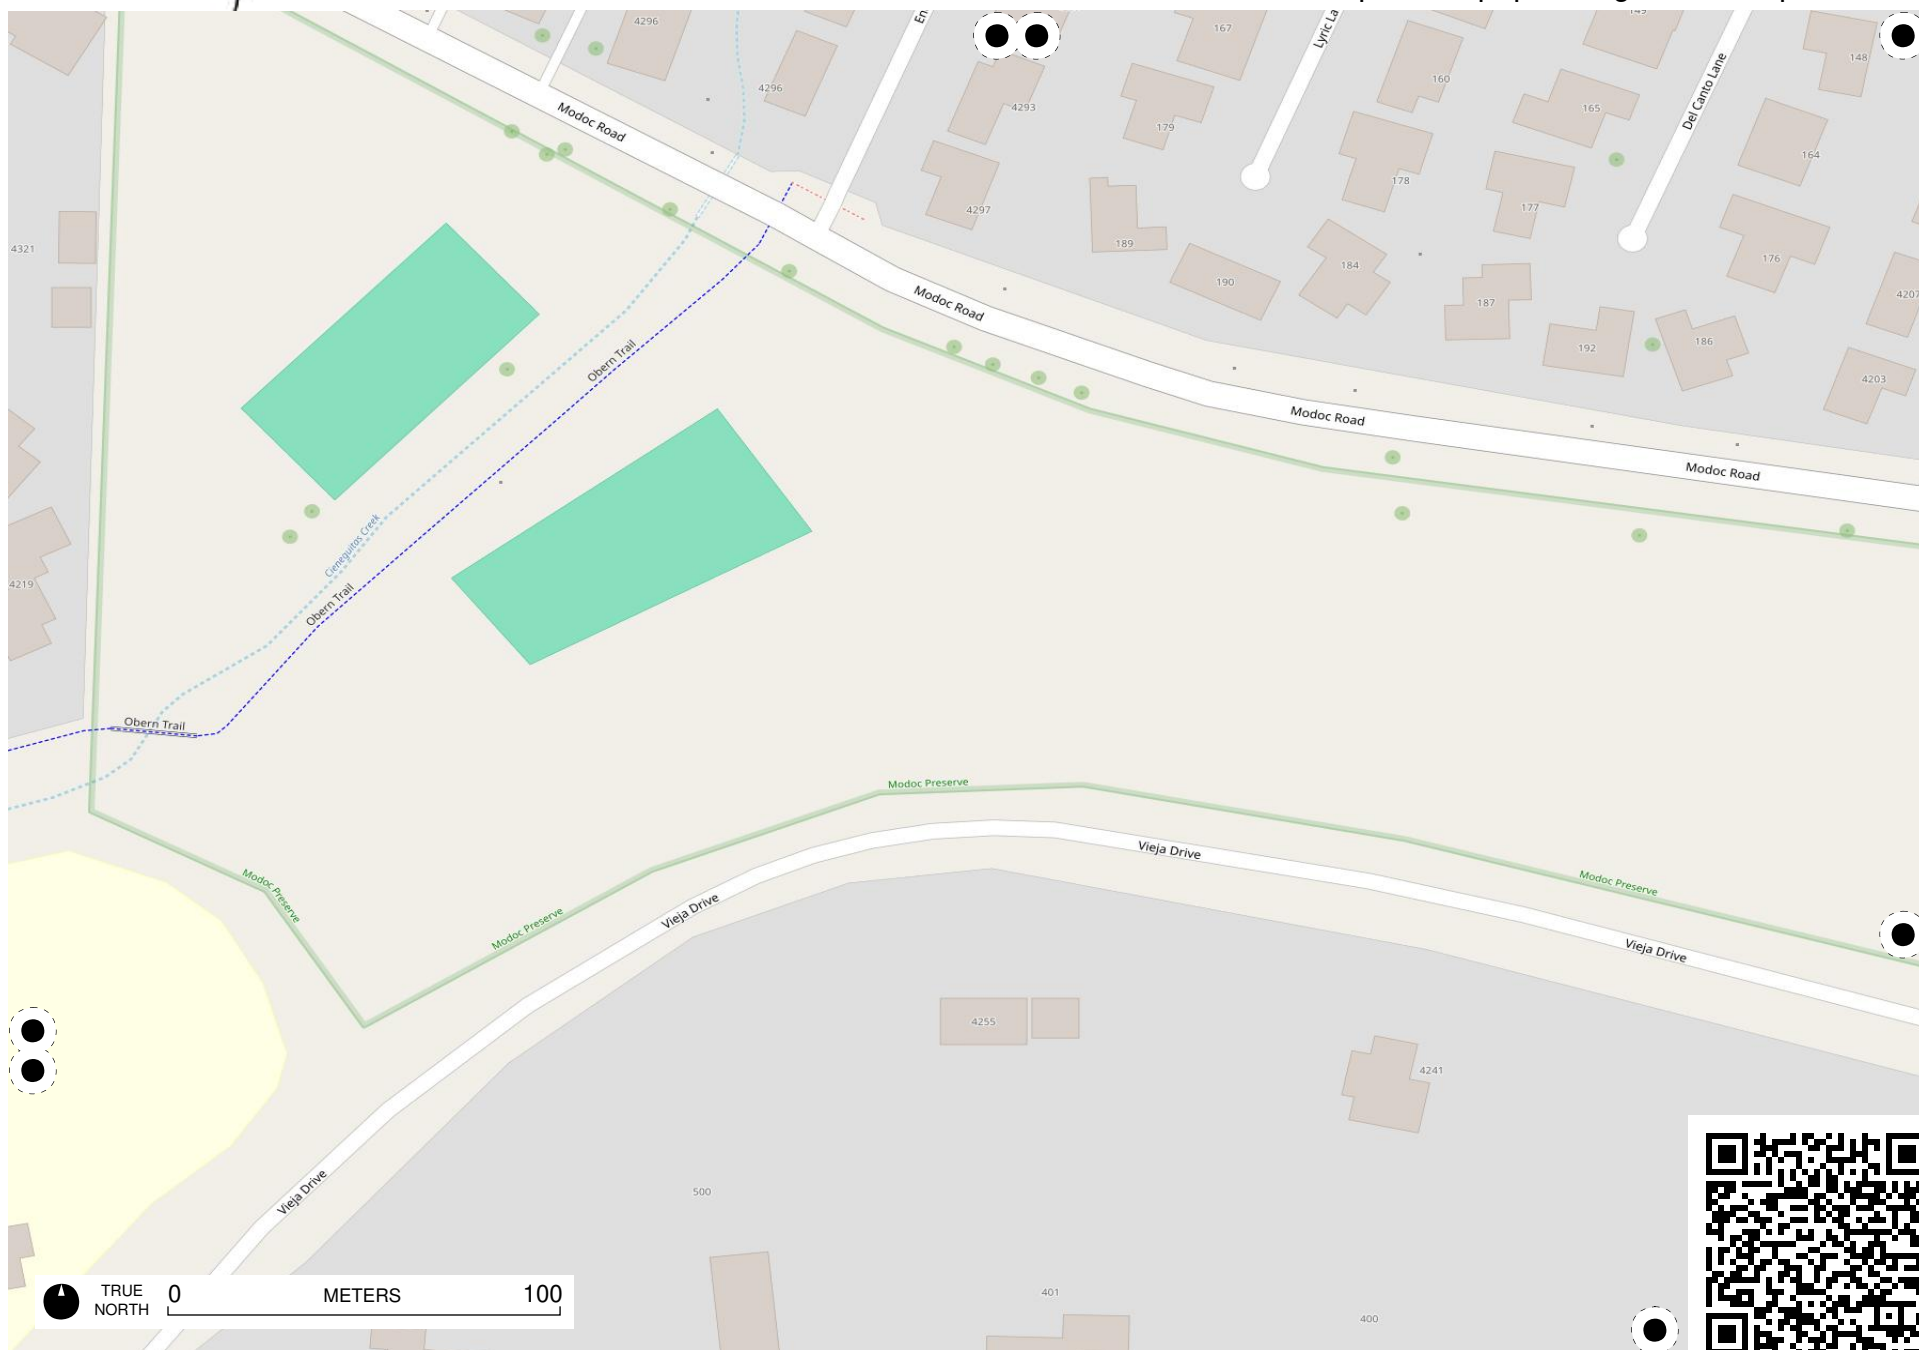 4296
167
149
148
En
Lyric La
Del Canto Lane
4296
4293
160
165
Modoc Road
179
164
178
4297
177
189
4321
184
176
190
187
4207
Modoc Road
192
186
Obern Trail
4203
Modoc Road
Modoc Road
Cieneguitas Creek
4219
Obern Trail
Obern Trail
Modoc Preserve
Vieja Drive
Modoc Preserve
Modoc Preserve
Vieja Drive
Modoc Preserve
Vieja Drive
4255
4241
Vieja Drive
500
TRUE
NORTH
0 METERS 100
401
400